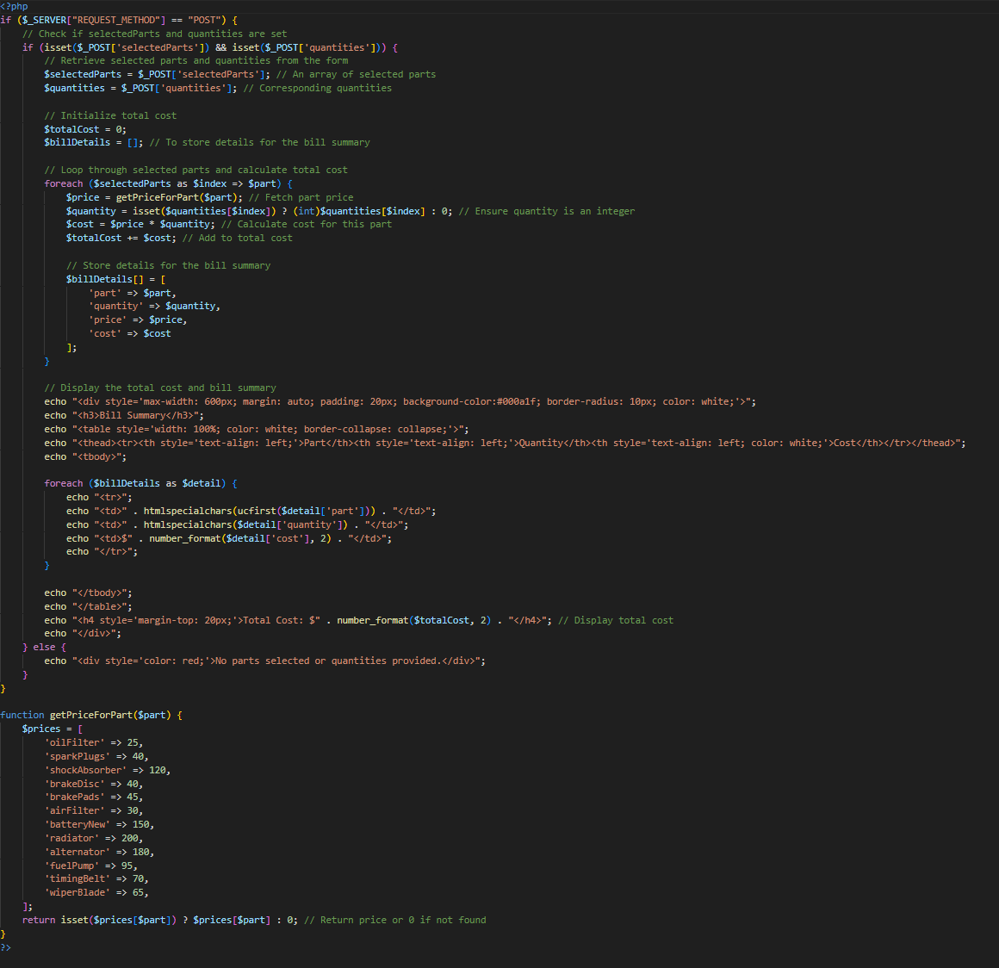 <?php
if ($_SERVER["REQUEST_METHOD"] == "POST") {
    // Check if selectedParts and quantities are set
    if (isset($_POST['selectedParts']) && isset($_POST['quantities'])) {
        // Retrieve selected parts and quantities from the form
        $selectedParts = $_POST['selectedParts']; // An array of selected parts
        $quantities = $_POST['quantities']; // Corresponding quantities

        // Initialize total cost
        $totalCost = 0;
        $billDetails = []; // To store details for the bill summary

        // Loop through selected parts and calculate total cost
        foreach ($selectedParts as $index => $part) {
            $price = getPriceForPart($part); // Fetch part price
            $quantity = isset($quantities[$index]) ? (int)$quantities[$index] : 0; // Ensure quantity is an integer
            $cost = $price * $quantity; // Calculate cost for this part
            $totalCost += $cost; // Add to total cost

            // Store details for the bill summary
            $billDetails[] = [
                'part' => $part,
                'quantity' => $quantity,
                'price' => $price,
                'cost' => $cost
            ];
        }

        // Display the total cost and bill summary
        echo "<div style='max-width: 600px; margin: auto; padding: 20px; background-color:#000a1f; border-radius: 10px; color: white;'>";
        echo "<h3>Bill Summary</h3>";
        echo "<table style='width: 100%; color: white; border-collapse: collapse;'>";
        echo "<thead><tr><th style='text-align: left;'>Part</th><th style='text-align: left;'>Quantity</th><th style='text-align: left; color: white;'>Cost</th></tr></thead>";
        echo "<tbody>";

        foreach ($billDetails as $detail) {
            echo "<tr>";
            echo "<td>" . htmlspecialchars(ucfirst($detail['part'])) . "</td>";
            echo "<td>" . htmlspecialchars($detail['quantity']) . "</td>";
            echo "<td>$" . number_format($detail['cost'], 2) . "</td>";
            echo "</tr>";
        }

        echo "</tbody>";
        echo "</table>";
        echo "<h4 style='margin-top: 20px;'>Total Cost: $" . number_format($totalCost, 2) . "</h4>"; // Display total cost
        echo "</div>";
    } else {
        echo "<div style='color: red;'>No parts selected or quantities provided.</div>";
    }
}

function getPriceForPart($part) {
    $prices = [
        'oilFilter' => 25,
        'sparkPlugs' => 40,
        'shockAbsorber' => 120,
        'brakeDisc' => 40,
        'brakePads' => 45,
        'airFilter' => 30,
        'batteryNew' => 150,
        'radiator' => 200,
        'alternator' => 180,
        'fuelPump' => 95,
        'timingBelt' => 70,
        'wiperBlade' => 65,
    ];
    return isset($prices[$part]) ? $prices[$part] : 0; // Return price or 0 if not found
}
?>